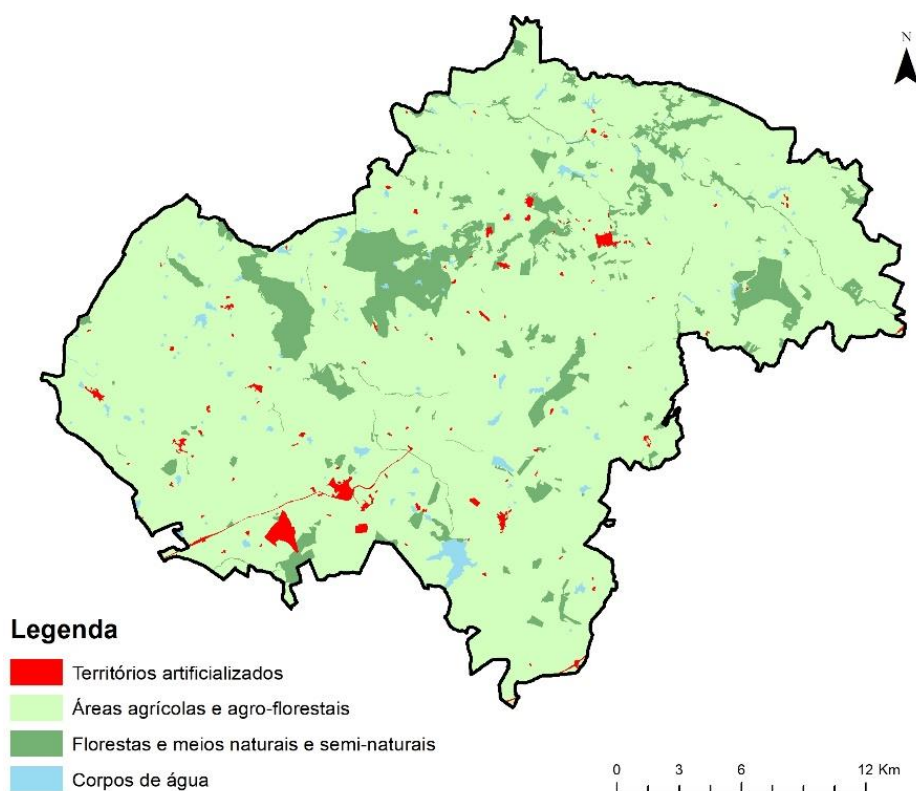 N
Legenda
Territórios artificializados
Áreas agrícolas e agro-florestais
Florestas e meios naturais e semi-naturais
Corpos de água
0 3 6 12 Km